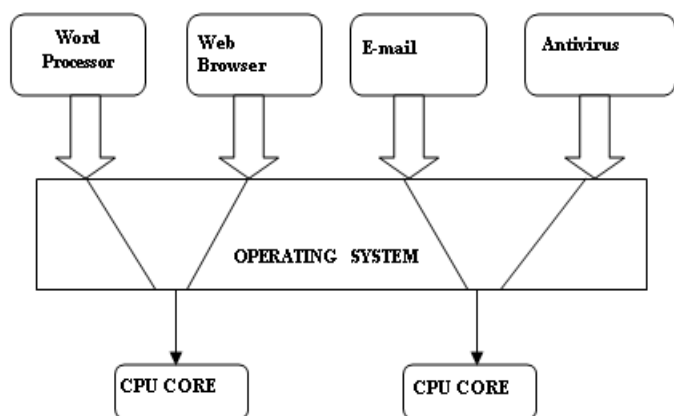 Word
Processor
Web
Browser
E-mail
Antivirus
OPERATING SYSTEM
CPU CORE
CPU CORE